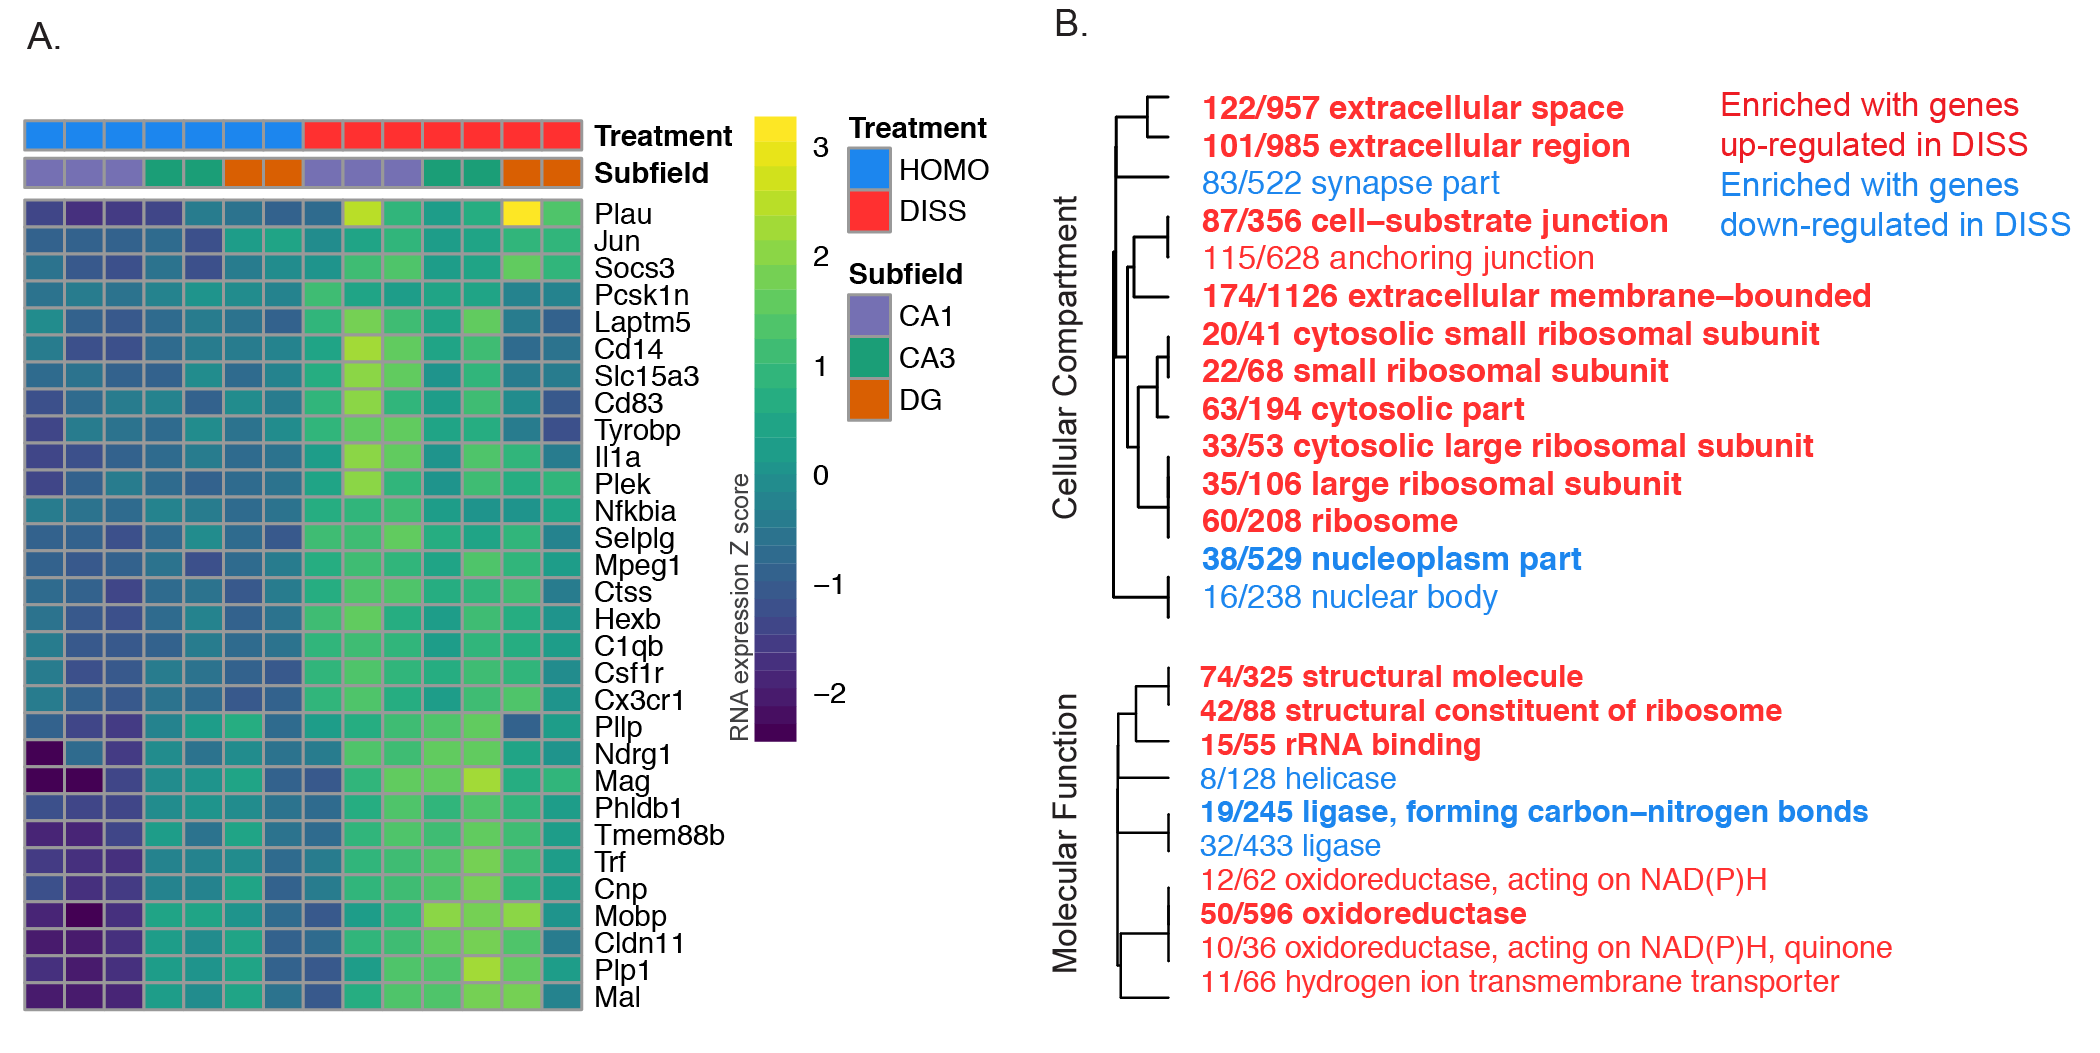 A.
Treatment
Subfield
Plau
Jun
Socs3
Pcsk1n
Laptm5
Cd14
Slc15a3
Cd83
Tyrobp
Il1a
Plek
Nfkbia
Selplg
Mpeg1
Ctss
Hexb
C1qb
Csf1r
Cx3cr1
Pllp
Ndrg1
Mag
Phldb1
Tmem88b
Trf
Cnp
Mobp
Cldn11
Plp1
Mal
RNA expression Z score
3
2
1
0
−1
−2
Treatment
HOMO
DISS
Subfield
CA1
CA3
DG
B.
Cellular Compartment
122/957 extracellular space
101/985 extracellular region
83/522 synapse part
87/356 cell−substrate junction
115/628 anchoring junction
174/1126 extracellular membrane−bounded
20/41 cytosolic small ribosomal subunit
22/68 small ribosomal subunit
63/194 cytosolic part
33/53 cytosolic large ribosomal subunit
35/106 large ribosomal subunit
60/208 ribosome
38/529 nucleoplasm part
16/238 nuclear body
Enriched with genes
up-regulated in DISS
Enriched with genes
down-regulated in DISS
Molecular Function
74/325 structural molecule
42/88 structural constituent of ribosome
15/55 rRNA binding
8/128 helicase
19/245 ligase, forming carbon−nitrogen bonds
32/433 ligase
12/62 oxidoreductase, acting on NAD(P)H
50/596 oxidoreductase
10/36 oxidoreductase, acting on NAD(P)H, quinone
11/66 hydrogen ion transmembrane transporter